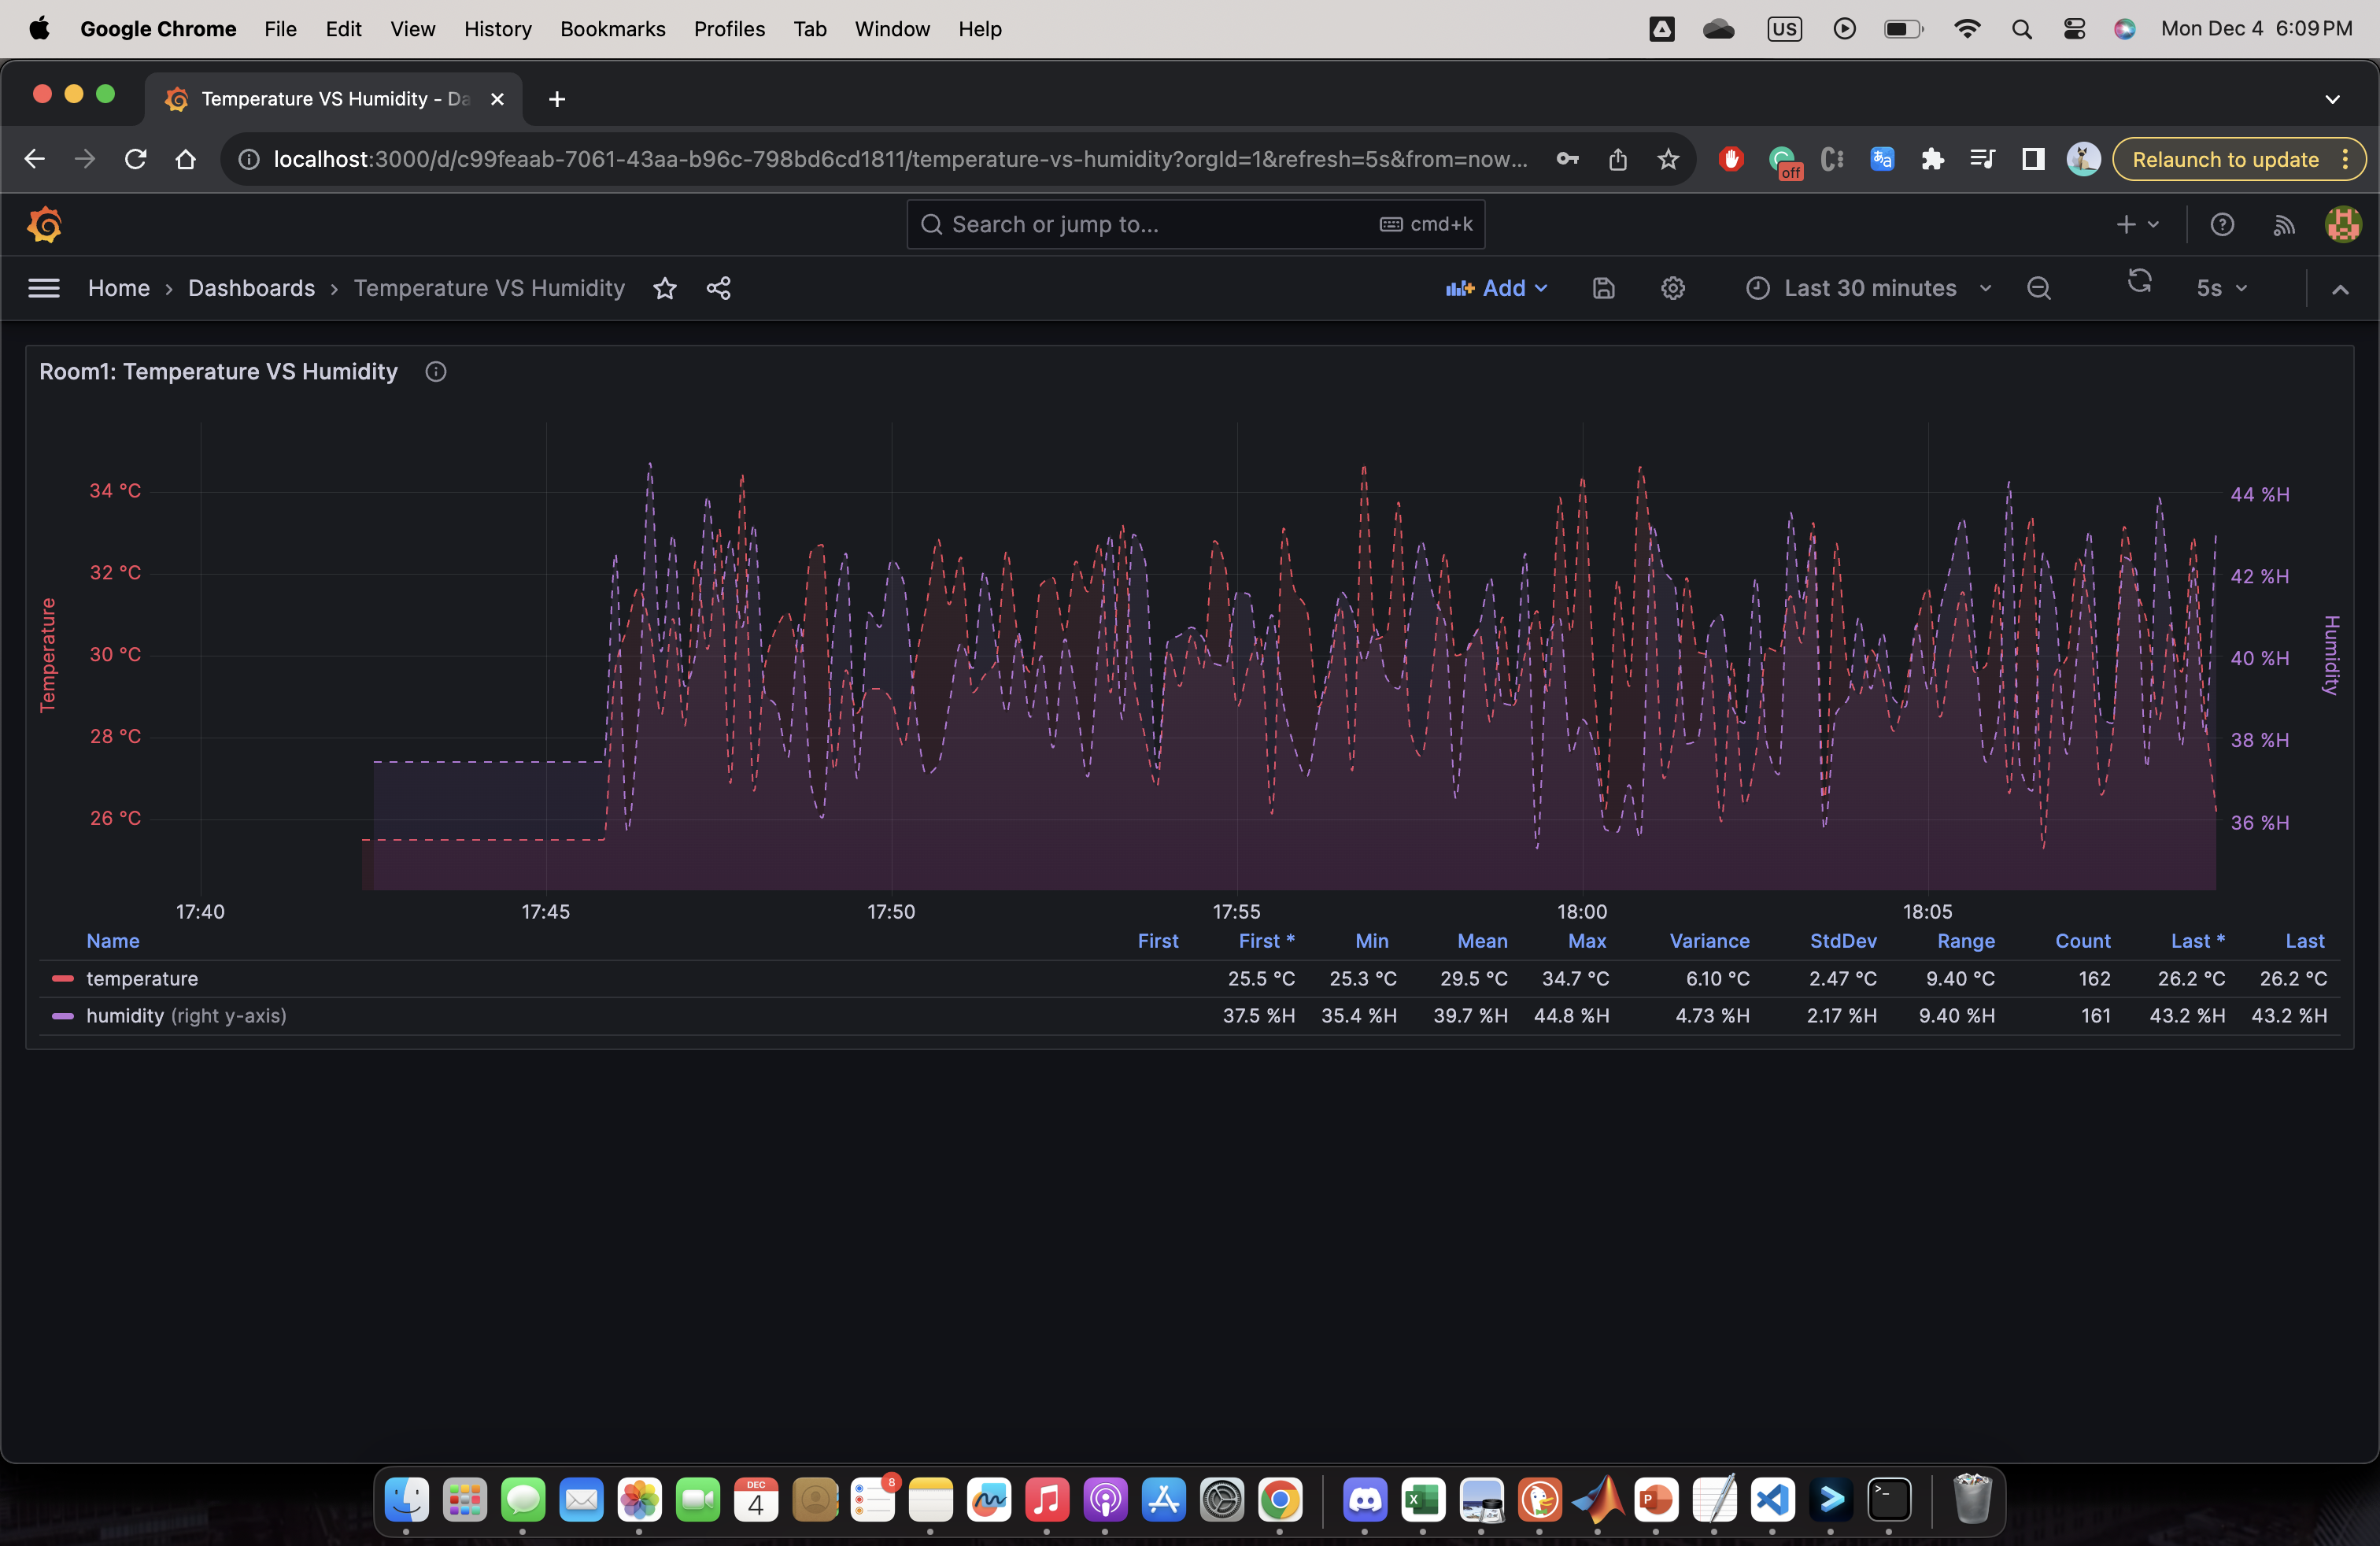 Google Chrome File Edit View History Bookmarks Profiles Tab Window Help US Mon Dec 4 6:09 PM
Temperature VS Humidity - Da
localhost:3000/d/c99feaab-7061-43aa-b96c-798bd6cd1811/temperature-vs-humidity?orgId=1&refresh=5s&from=now... off Relaunch to update
Search or jump to... cmd+k
Home › Dashboards › Temperature VS Humidity Add Last 30 minutes 5s
Room1: Temperature VS Humidity
34 °C
32 °C
30 °C
28 °C
26 °C
Temperature
44 %H
42 %H
40 %H
38 %H
36 %H
Humidity
17:40 17:45 17:50 17:55 18:00 18:05
Name First First * Min Mean Max Variance StdDev Range Count Last * Last
temperature 25.5 °C 25.3 °C 29.5 °C 34.7 °C 6.10 °C 2.47 °C 9.40 °C 162 26.2 °C 26.2 °C
humidity (right y-axis) 37.5 %H 35.4 %H 39.7 %H 44.8 %H 4.73 %H 2.17 %H 9.40 %H 161 43.2 %H 43.2 %H
DEC
4
8
X
P